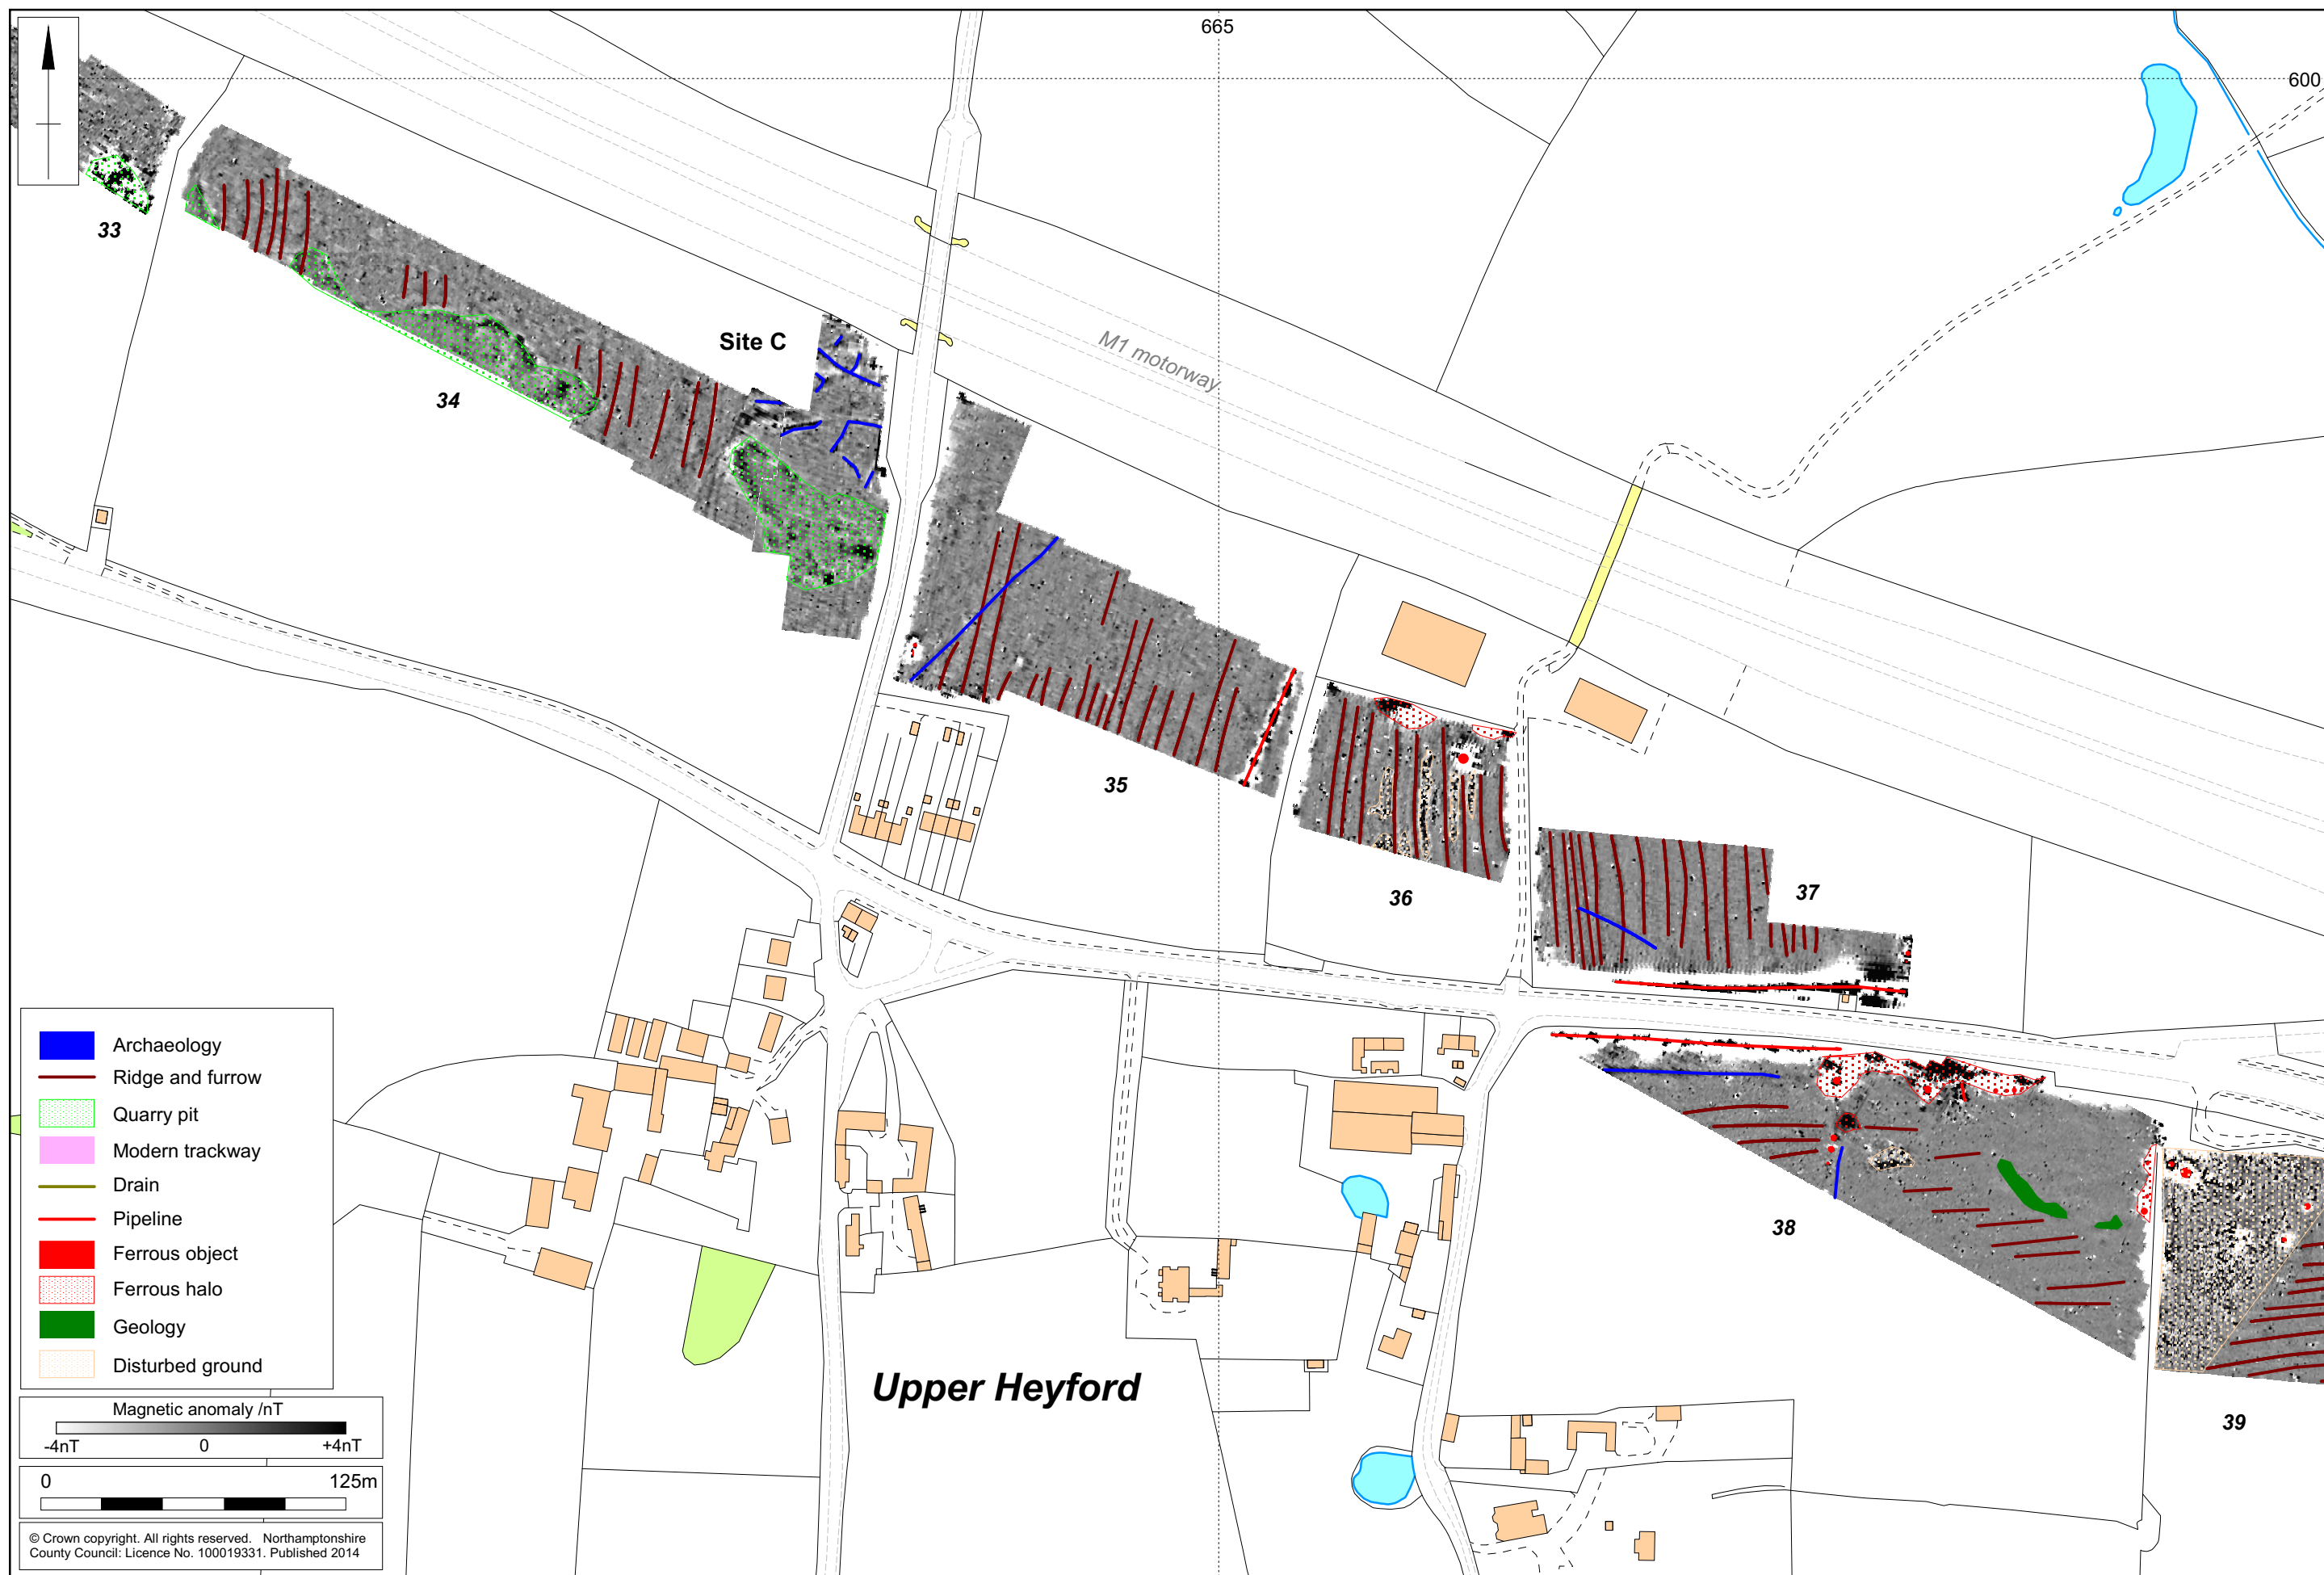 665
600
33
Site C
M1 motorway
34
35
36
37
38
39
Upper Heyford
Archaeology
Ridge and furrow
Quarry pit
Modern trackway
Drain
Pipeline
Ferrous object
Ferrous halo
Geology
Disturbed ground
Magnetic anomaly /nT
-4nT 0 +4nT
0 125m
© Crown copyright. All rights reserved. Northamptonshire
County Council: Licence No. 100019331. Published 2014